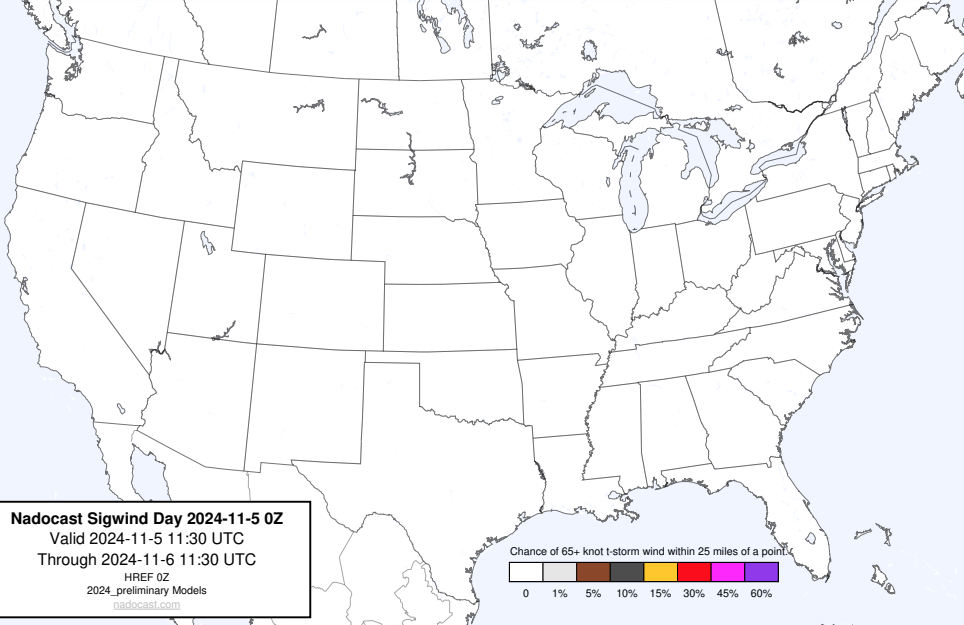 Nadocast Sigwind Day 2024-11-5 0Z
Valid 2024-11-5 11:30 UTC
Through 2024-11-6 11:30 UTC
HREF 0Z
2024_preliminary Models
nadocast.com
Chance of 65+ knot t-storm wind within 25 miles of a point.
0 1% 5% 10% 15% 30% 45% 60%